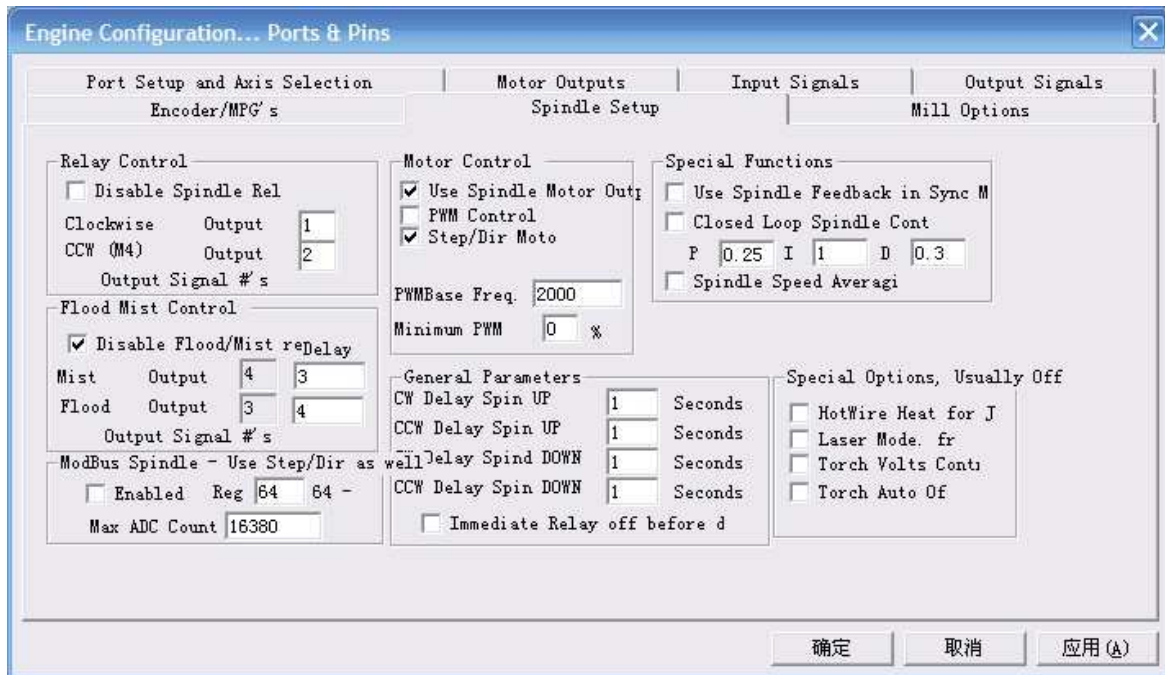 Engine Configuration... Ports & Pins
Port Setup and Axis Selection
Motor Outputs
Input Signals
Output Signals
Encoder/MPG's
Spindle Setup
Mill Options
Relay Control
Disable Spindle Rel
Clockwise Output 1
CCW (M4) Output 2
Output Signal #'s
Flood Mist Control
Disable Flood/Mist re
Delay
Mist Output 4 3
Flood Output 3 4
Output Signal #'s
ModBus Spindle - Use Step/Dir as well
Enabled Reg 64 64 -
Max ADC Count 16380
Motor Control
Use Spindle Motor Outp
PWM Control
Step/Dir Moto
PWMBase Freq. 2000
Minimum PWM 0 %
General Parameters
CW Delay Spin UP 1 Seconds
CCW Delay Spin UP 1 Seconds
Delay Spind DOWN 1 Seconds
CCW Delay Spin DOWN 1 Seconds
Immediate Relay off before d
Special Functions
Use Spindle Feedback in Sync M
Closed Loop Spindle Cont
P 0.25 I 1 D 0.3
Spindle Speed Averagi
Special Options, Usually Off
HotWire Heat for J
Laser Mode. fr
Torch Volts Cont
Torch Auto Of
确定
取消
应用(A)